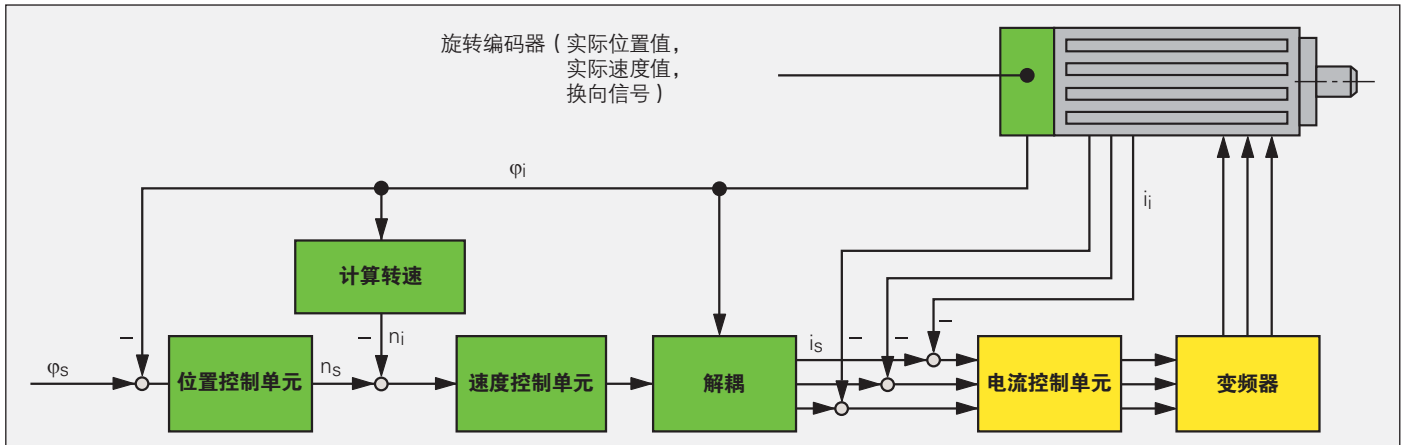 旋转编码器（实际位置值，
实际速度值，
换向信号）
φi
ii
计算转速
–
–
ni
–
–
–
is
φs
位置控制单元
ns
速度控制单元
解耦
电流控制单元
变频器